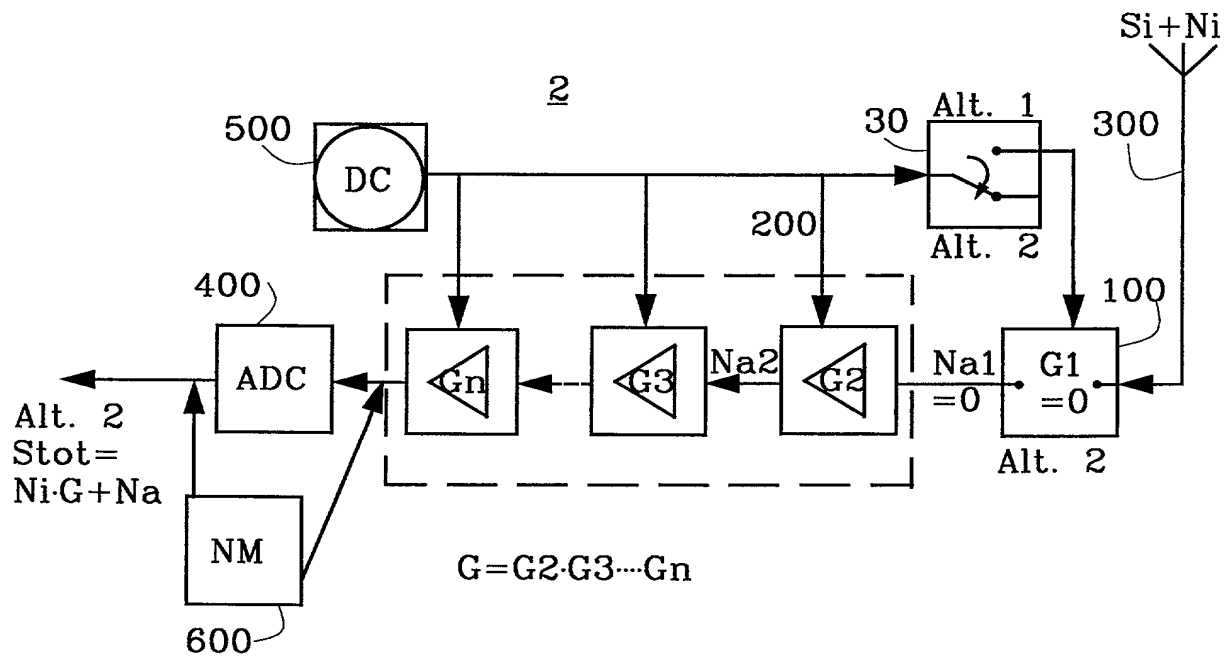 Si+Ni
2
500
DC
30
Alt. 1
300
Alt. 2
200
400
100
ADC
Gn
G3
Na2
G2
Na1
=0
G1
=0
Alt. 2
Alt. 2
Stot=
Ni·G+Na
NM
600
G=G2·G3····Gn